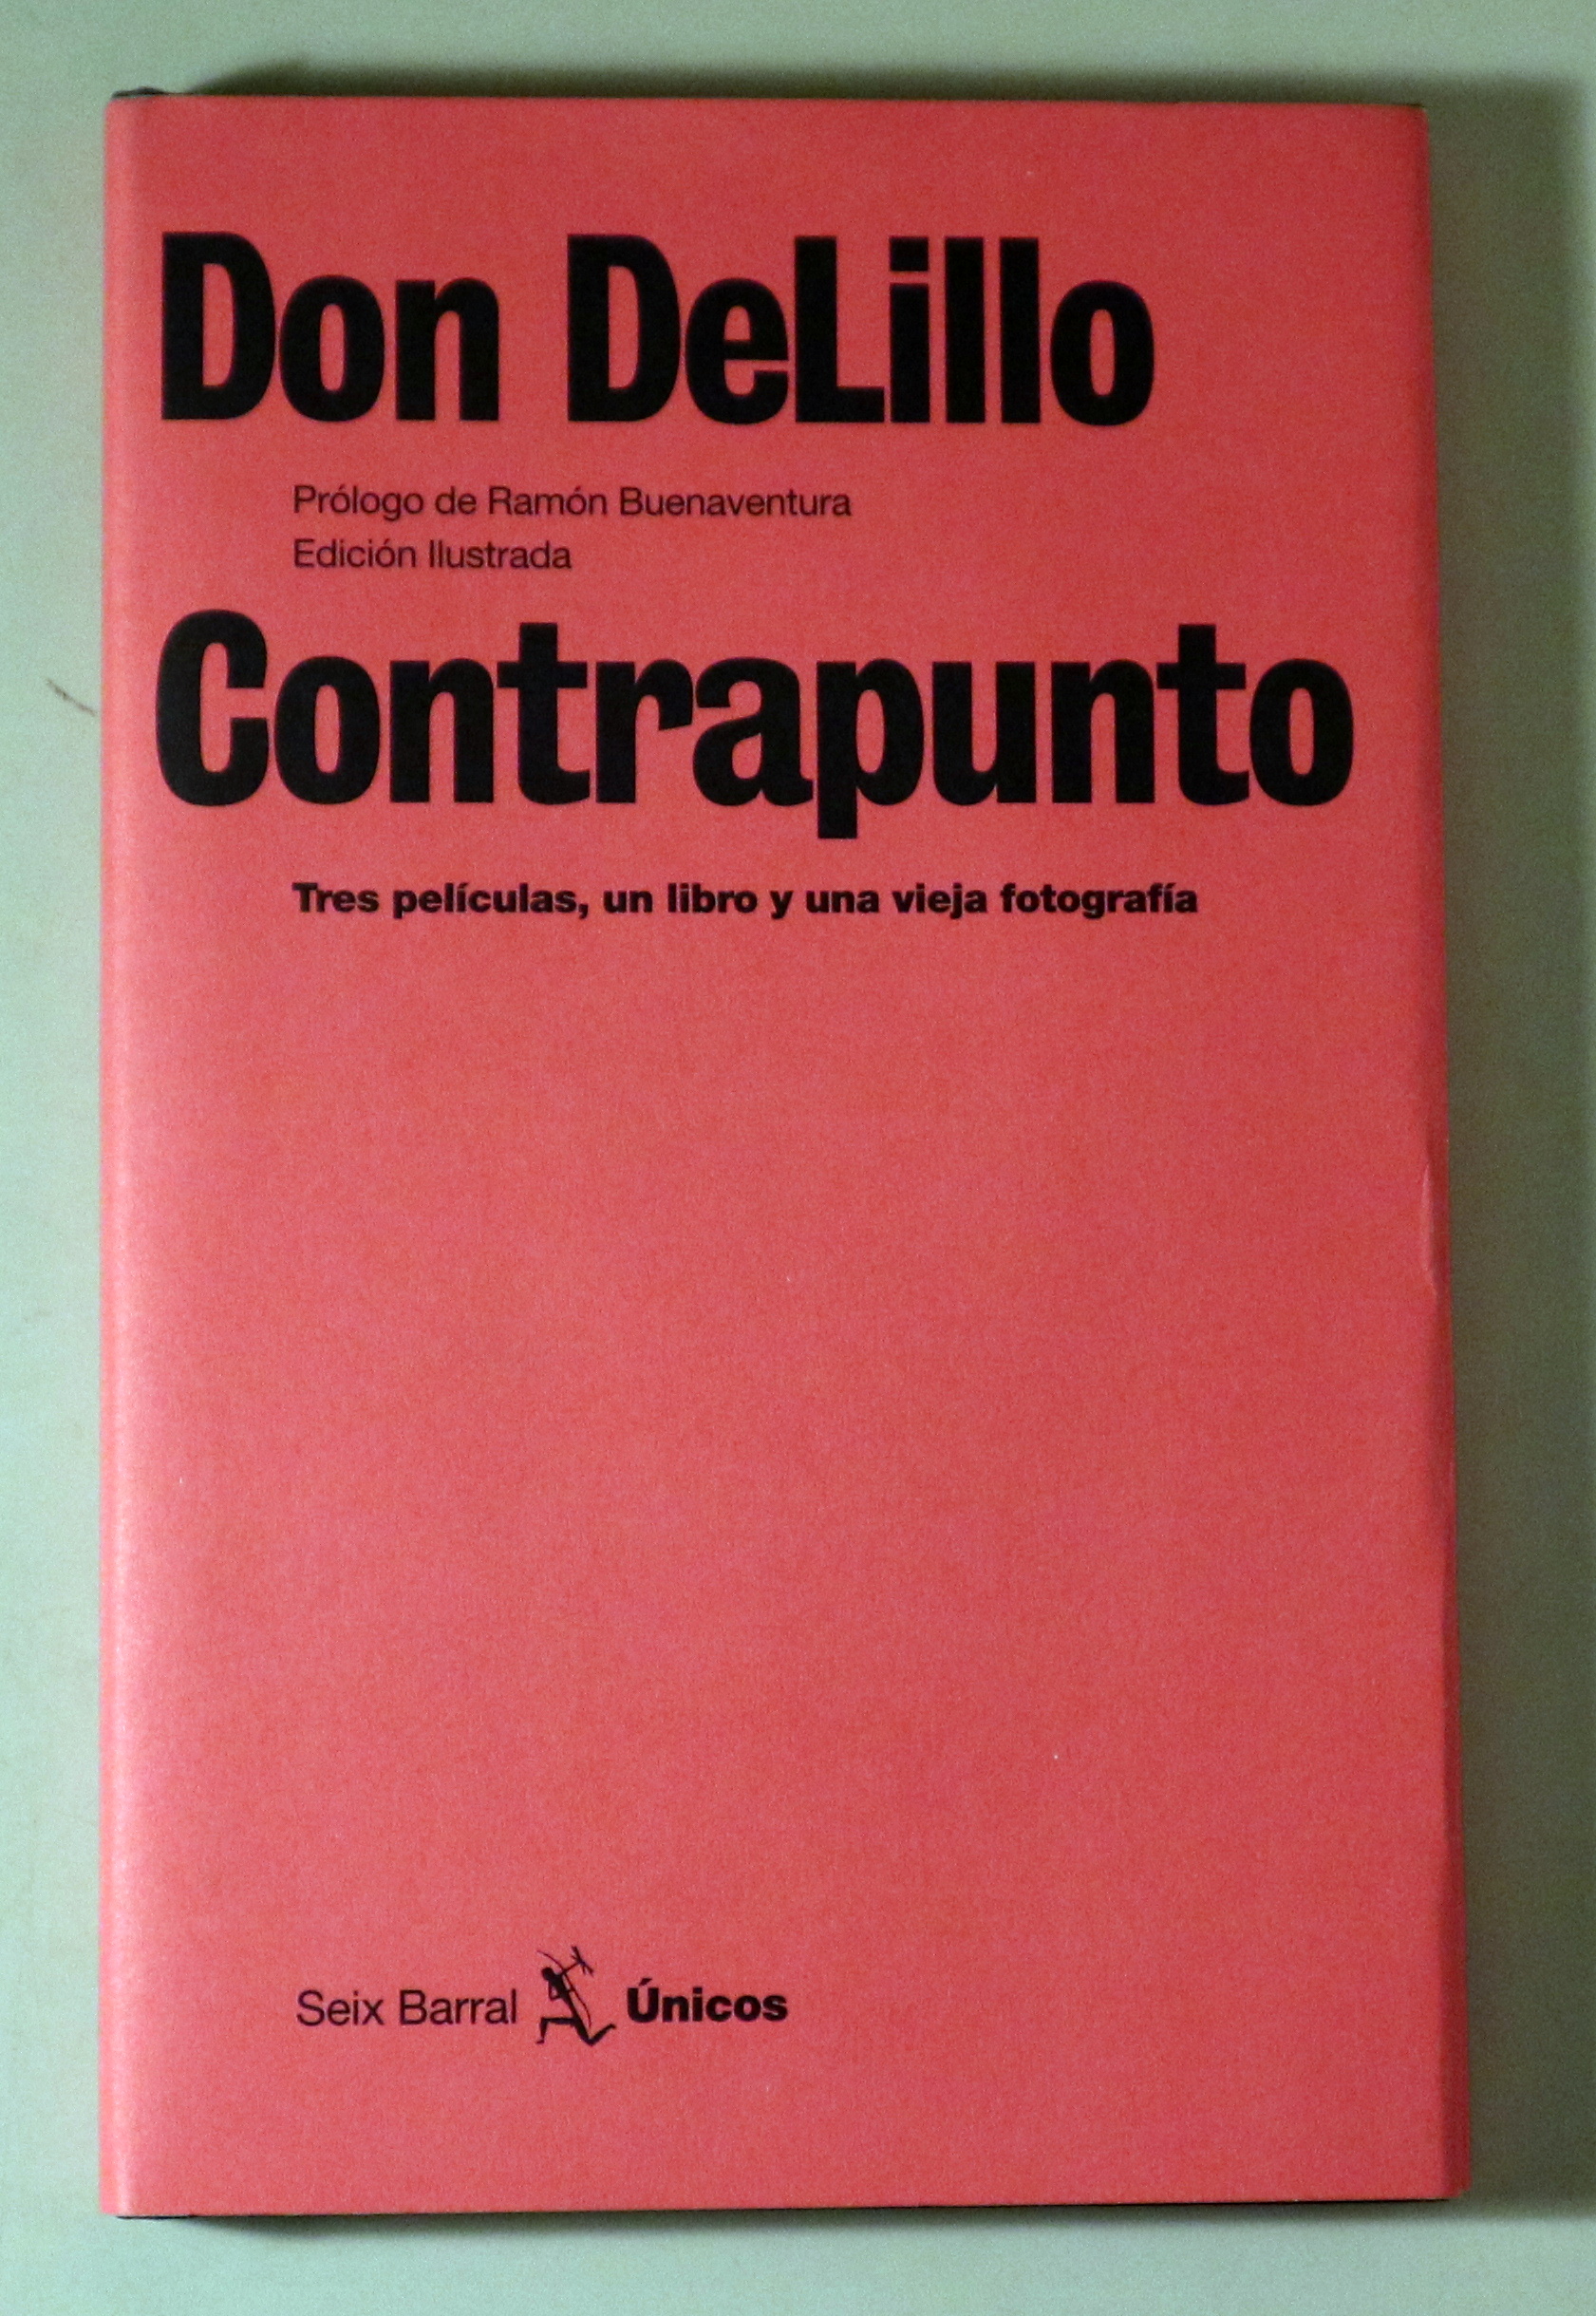 Don DeLillo
Prólogo de Ramón Buenaventura
Edición Ilustrada
Contrapunto
Tres películas, un libro y una vieja fotografía
Seix Barral Únicos